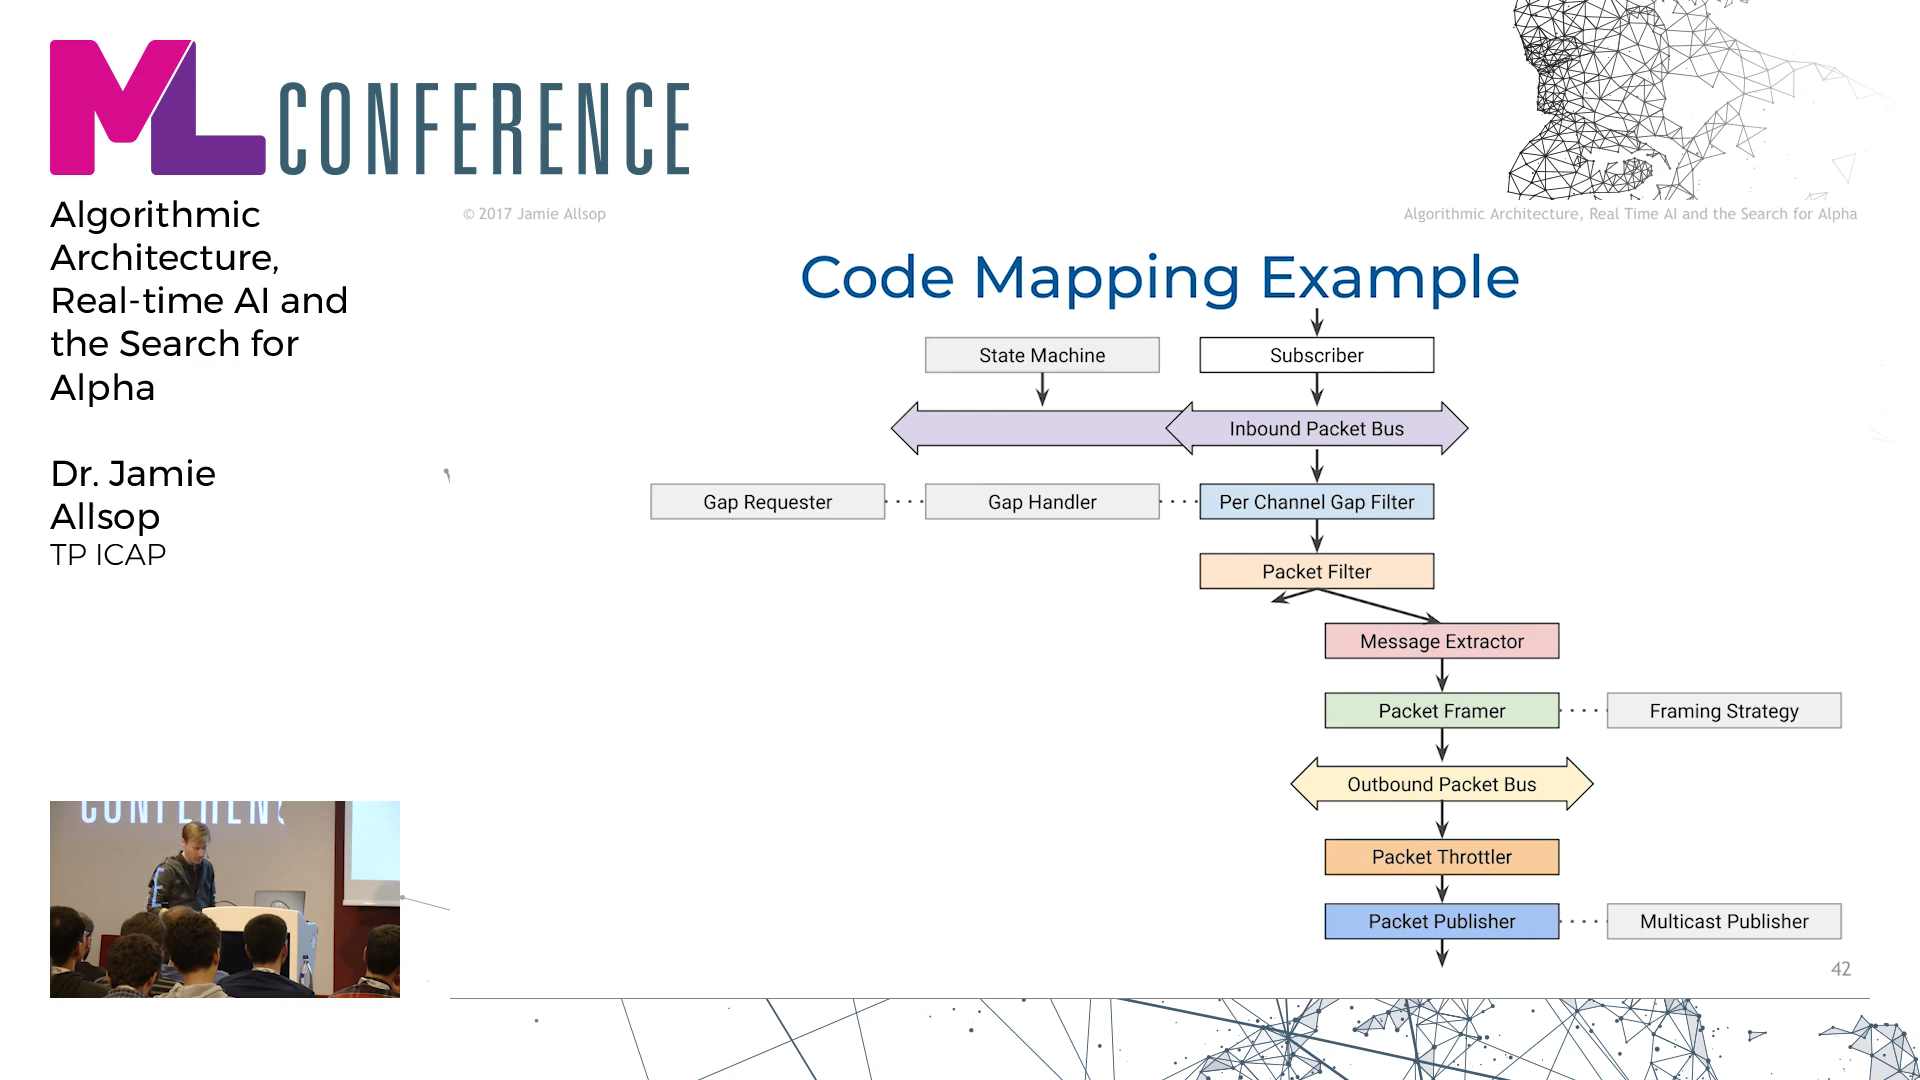 ML CONFERENCE
Algorithmic
Architecture,
Real-time AI and
the Search for
Alpha
Dr. Jamie
Allsop
TP ICAP
© 2017 Jamie Allsop
Algorithmic Architecture, Real Time AI and the Search for Alpha
Code Mapping Example
State Machine
Subscriber
Inbound Packet Bus
Gap Requester
Gap Handler
Per Channel Gap Filter
Packet Filter
Message Extractor
Packet Framer
Framing Strategy
Outbound Packet Bus
Packet Throttler
Packet Publisher
Multicast Publisher
42